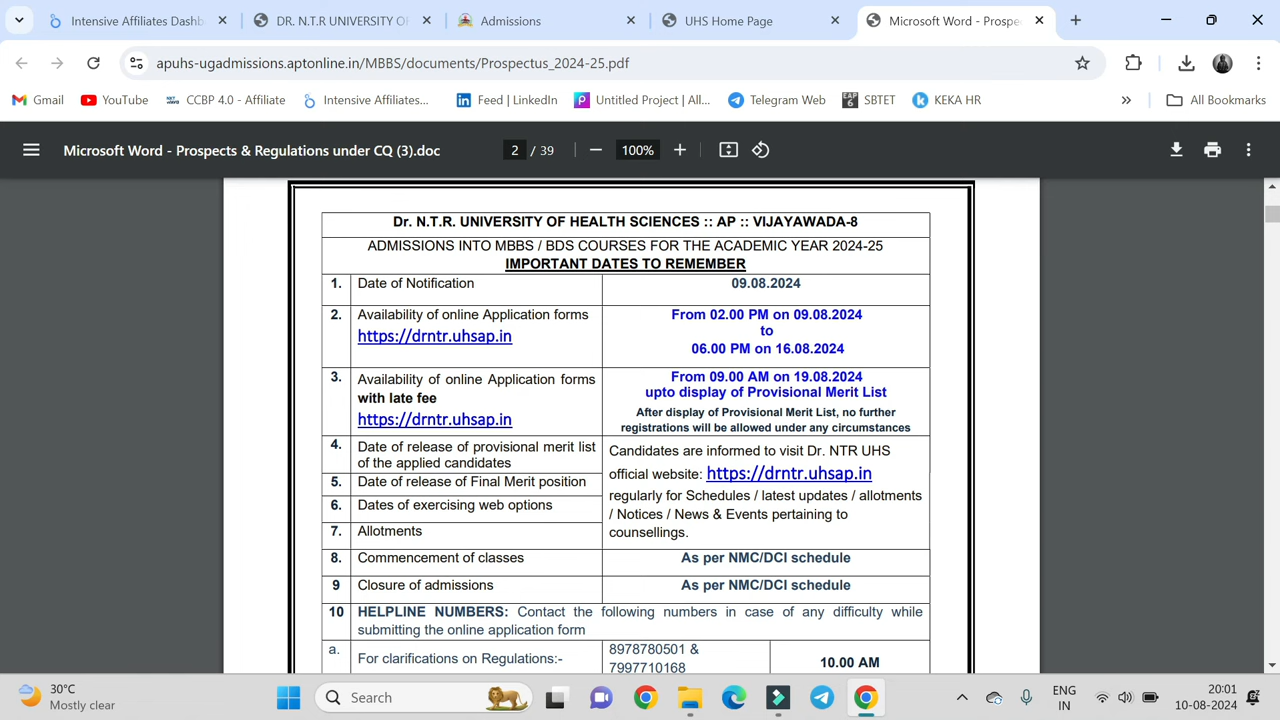 Intensive Affiliates Dashb
DR. N.T.R UNIVERSITY OF
Admissions
UHS Home Page
Microsoft Word - Prospe
apuhs-ugadmissions.aptonline.in/MBBS/documents/Prospectus_2024-25.pdf
Gmail
YouTube
CCBP 4.0 - Affiliate
Intensive Affiliates...
Feed | LinkedIn
Untitled Project | All...
Telegram Web
SBTET
KEKA HR
All Bookmarks
Microsoft Word - Prospects & Regulations under CQ (3).doc
2 / 39
100%
Dr. N.T.R. UNIVERSITY OF HEALTH SCIENCES :: AP :: VIJAYAWADA-8
ADMISSIONS INTO MBBS / BDS COURSES FOR THE ACADEMIC YEAR 2024-25
IMPORTANT DATES TO REMEMBER
1. Date of Notification 09.08.2024
2. Availability of online Application forms
https://drntr.uhsap.in
From 02.00 PM on 09.08.2024
to
06.00 PM on 16.08.2024
3. Availability of online Application forms
with late fee
https://drntr.uhsap.in
From 09.00 AM on 19.08.2024
upto display of Provisional Merit List
After display of Provisional Merit List, no further
registrations will be allowed under any circumstances
4. Date of release of provisional merit list
of the applied candidates
5. Date of release of Final Merit position
6. Dates of exercising web options
7. Allotments
Candidates are informed to visit Dr. NTR UHS
official website: https://drntr.uhsap.in
regularly for Schedules / latest updates / allotments
/ Notices / News & Events pertaining to
counsellings.
8. Commencement of classes As per NMC/DCI schedule
9 Closure of admissions As per NMC/DCI schedule
10 HELPLINE NUMBERS: Contact the following numbers in case of any difficulty while
submitting the online application form
a. For clarifications on Regulations:-
8978780501 &
7997710168
10.00 AM
30°C
Mostly clear
Search
ENG
IN
20:01
10-08-2024